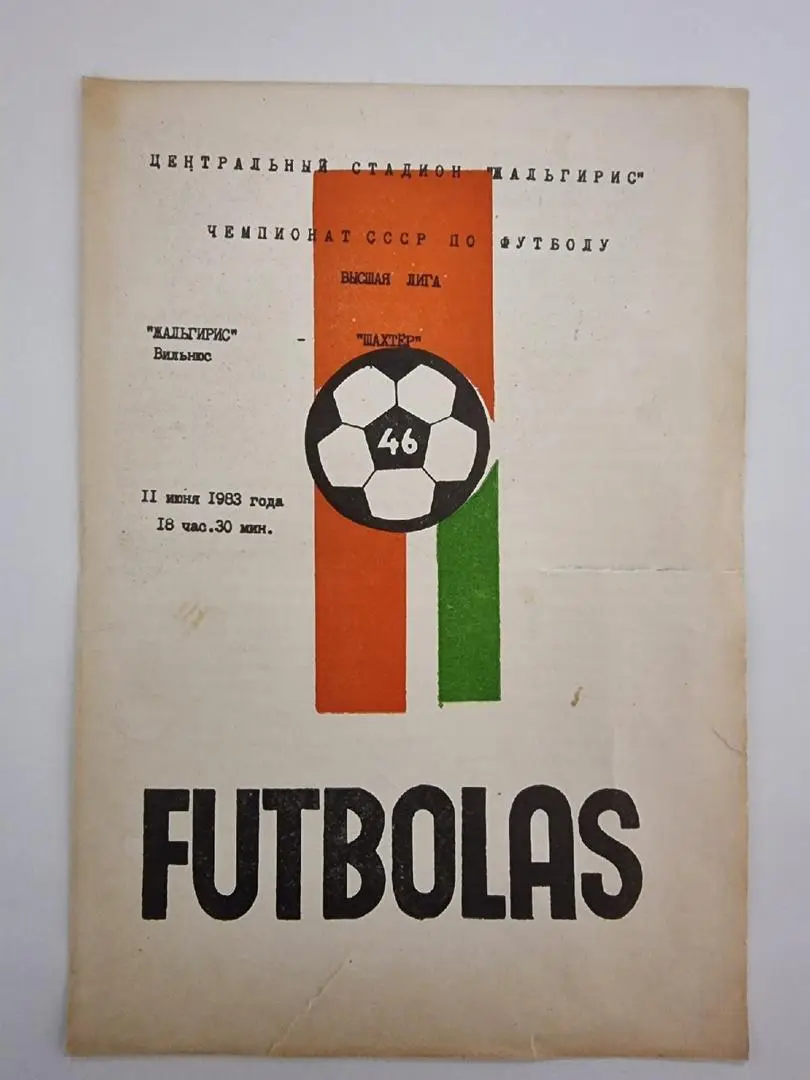 ЦЕНТРАЛЬНЫЙ СТАДИОН "ЖАЛЬГИРИС"
ЧЕМПИОНАТ СССР ПО ФУТБОЛУ
ВЫСШАЯ ЛИГА
"ЖАЛЬГИРИС" - "ШАХТЁР"
Вильнюс
46
II июня 1983 года
18 час.30 мин.
FUTBOLAS